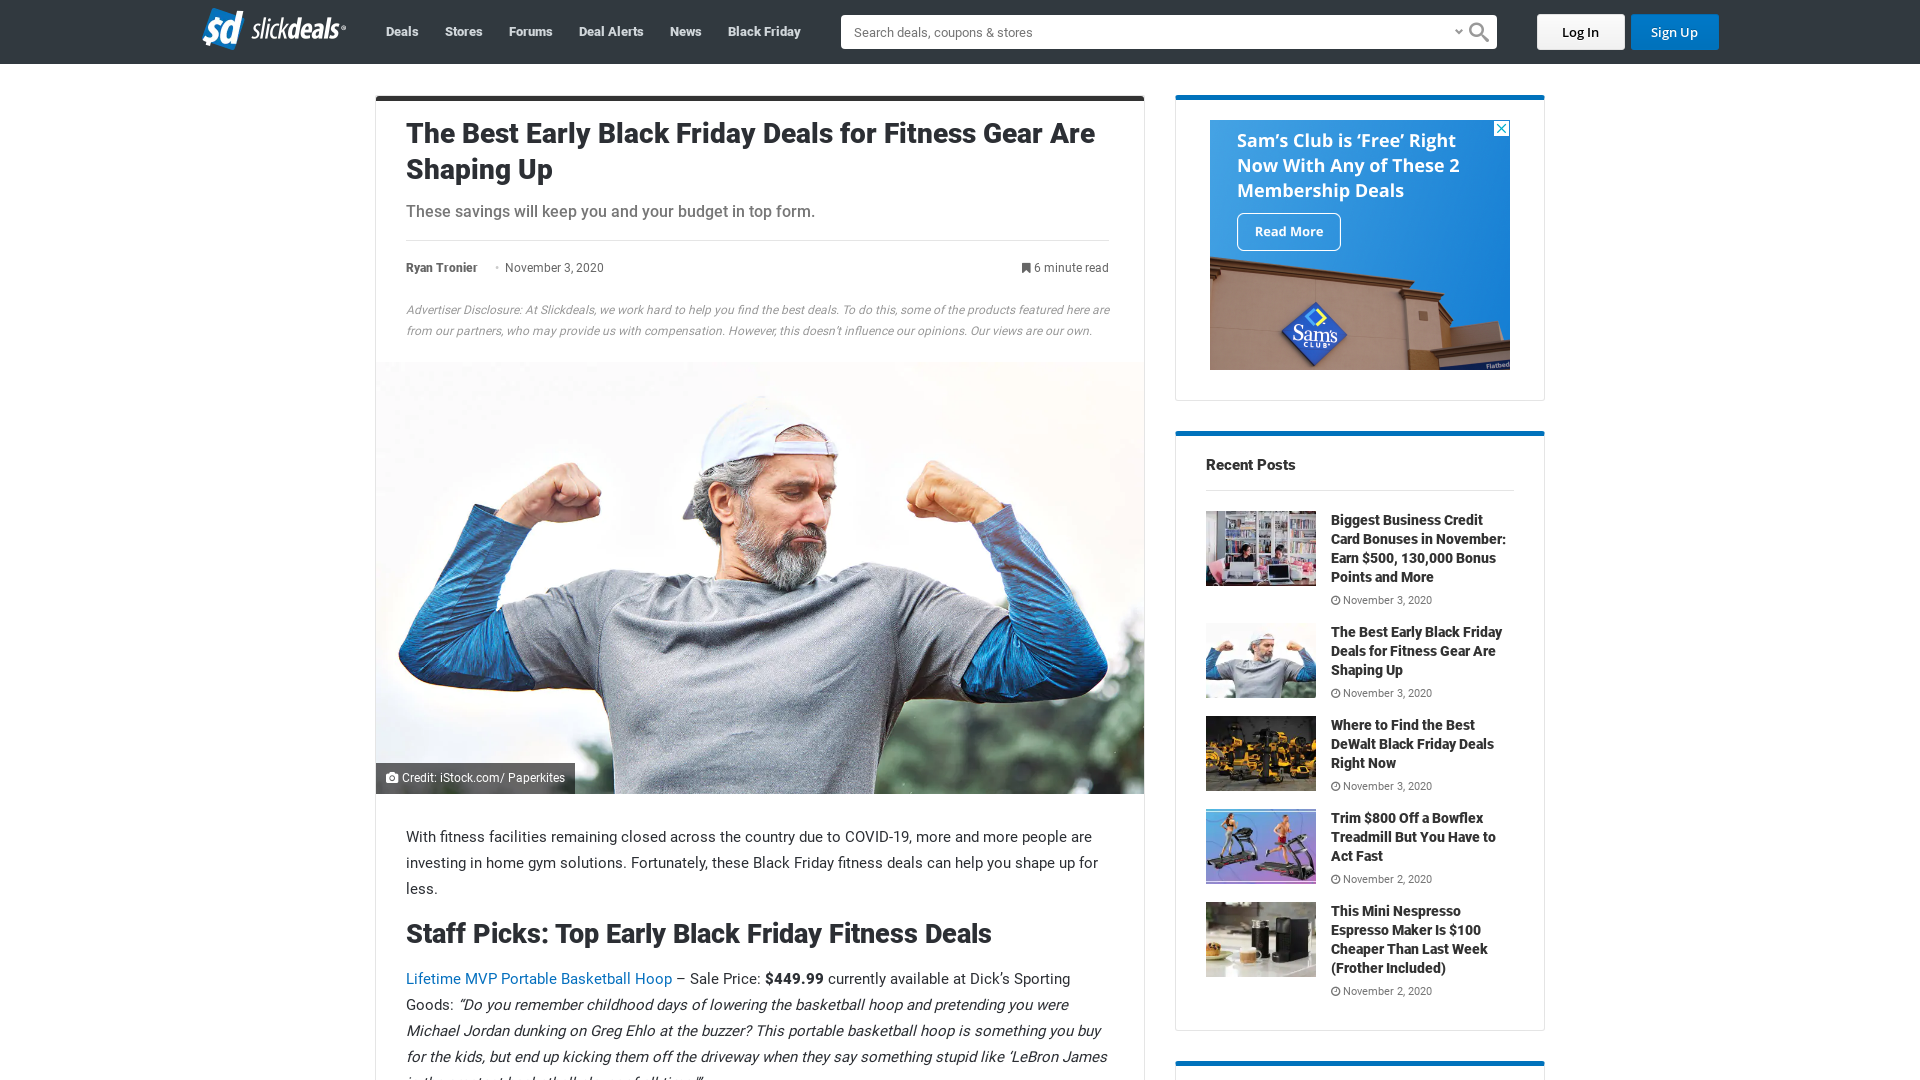 sd slickdeals
Deals
Stores
Forums
Deal Alerts
News
Black Friday
Search deals, coupons & stores
Log In
Sign Up
The Best Early Black Friday Deals for Fitness Gear Are
Shaping Up
These savings will keep you and your budget in top form.
Ryan Tronier • November 3, 2020
6 minute read
Advertiser Disclosure: At Slickdeals, we work hard to help you find the best deals. To do this, some of the products featured here are
from our partners, who may provide us with compensation. However, this doesn't influence our opinions. Our views are our own.
Credit: iStock.com/ Paperkites
With fitness facilities remaining closed across the country due to COVID-19, more and more people are
investing in home gym solutions. Fortunately, these Black Friday fitness deals can help you shape up for
less.
Staff Picks: Top Early Black Friday Fitness Deals
Lifetime MVP Portable Basketball Hoop – Sale Price: $449.99 currently available at Dick's Sporting
Goods: “Do you remember childhood days of lowering the basketball hoop and pretending you were
Michael Jordan dunking on Greg Ehlo at the buzzer? This portable basketball hoop is something you buy
for the kids, but end up kicking them off the driveway when they say something stupid like ‘LeBron James
Sam's Club is ‘Free’ Right
Now With Any of These 2
Membership Deals
Read More
Sam's
CLUB
Flatbed
Recent Posts
Biggest Business Credit
Card Bonuses in November:
Earn $500, 130,000 Bonus
Points and More
November 3, 2020
The Best Early Black Friday
Deals for Fitness Gear Are
Shaping Up
November 3, 2020
Where to Find the Best
DeWalt Black Friday Deals
Right Now
November 3, 2020
Trim $800 Off a Bowflex
Treadmill But You Have to
Act Fast
November 2, 2020
This Mini Nespresso
Espresso Maker Is $100
Cheaper Than Last Week
(Frother Included)
November 2, 2020